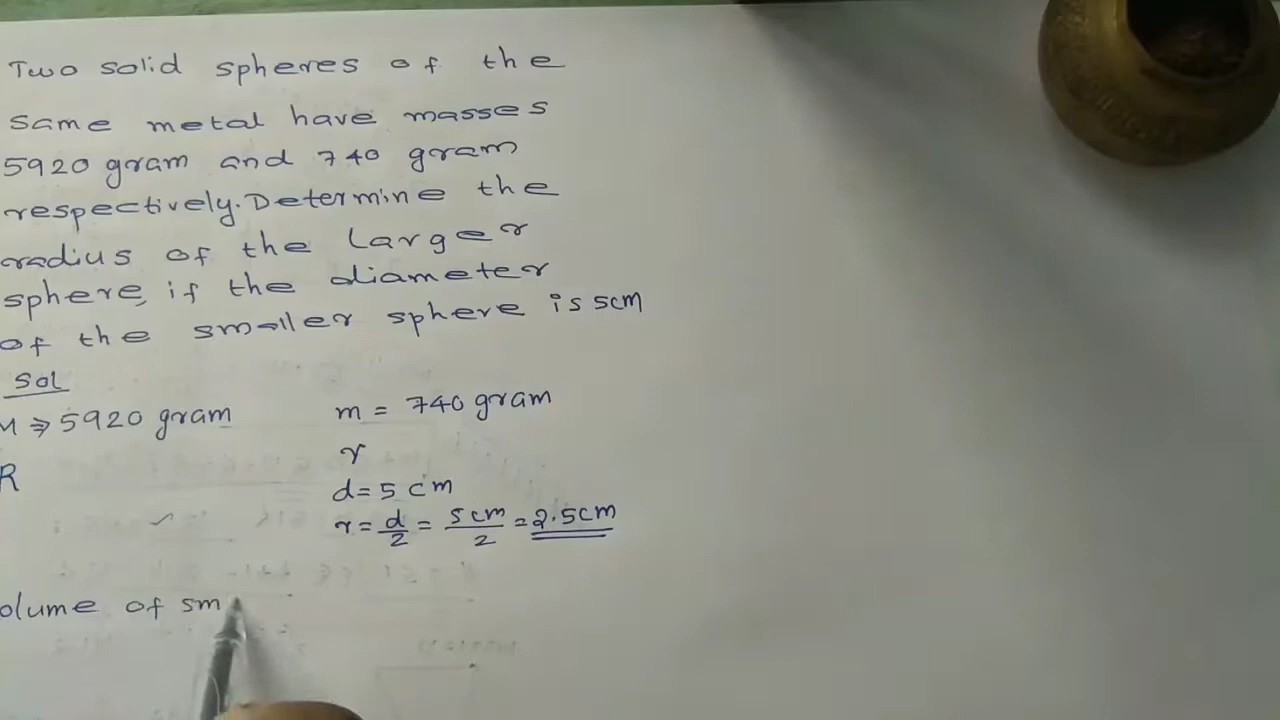 Two solid spheres of the
same metal have masses
5920 gram and 740 gram
respectively. Determine the
radius of the larger
sphere, if the diameter
of the smaller sphere is 5cm
Sol
M ⇒ 5920 gram m = 740 gram
R r
d = 5 cm
r = d/2 = 5cm/2 = 2.5cm
olume of sm